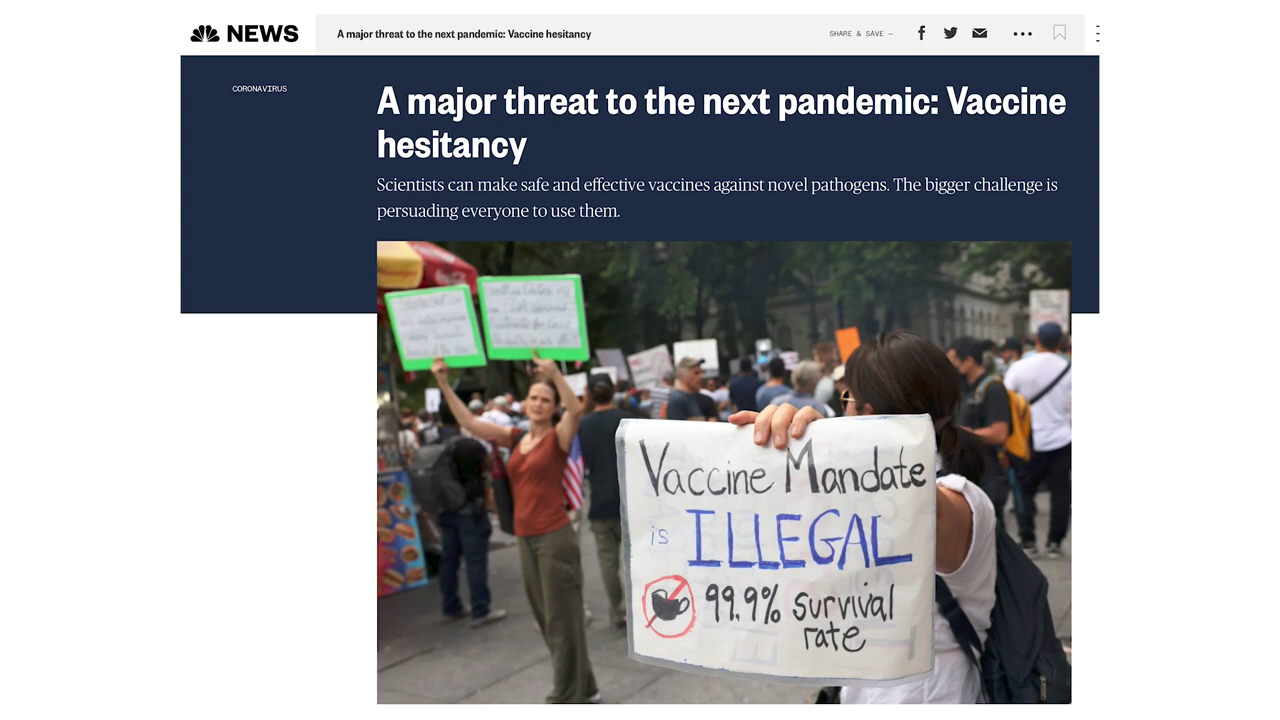 NEWS
A major threat to the next pandemic: Vaccine hesitancy
SHARE & SAVE —
CORONAVIRUS
A major threat to the next pandemic: Vaccine
hesitancy
Scientists can make safe and effective vaccines against novel pathogens. The bigger challenge is
persuading everyone to use them.
Vaccine Mandate
is ILLEGAL
99.9% survival
rate